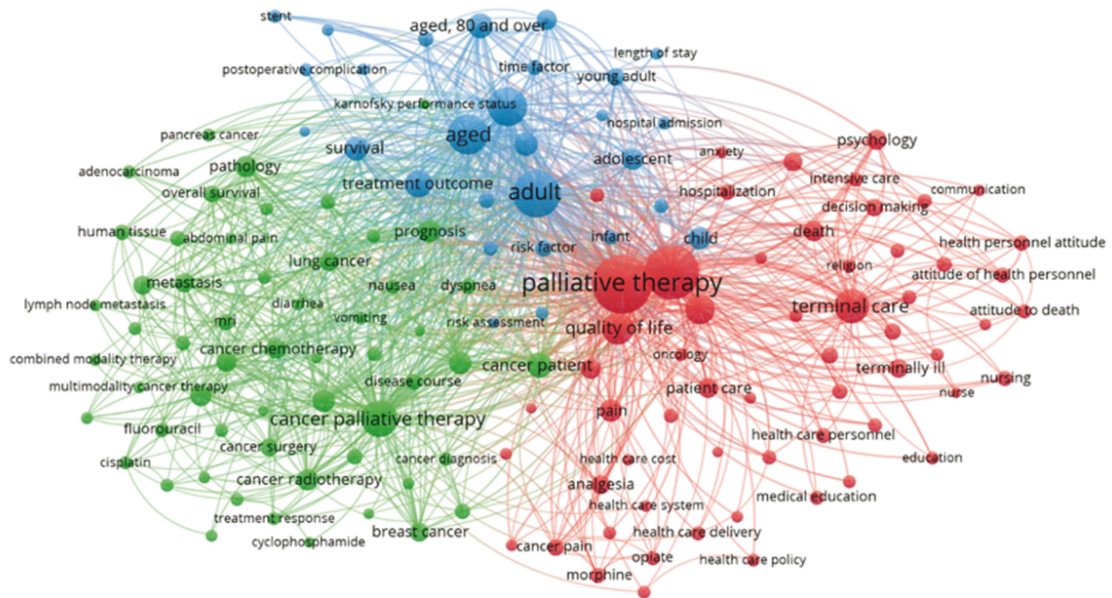 stent
aged, 80 and over
length of stay
time factor
postoperative complication
young adult
karnofsky performance status
hospital admission
pancreas cancer
aged
psychology
survival
anxiety
adolescent
adenocarcinoma
pathology
intensive care
treatment outcome
adult
hospitalization
communication
overall survival
decision making
human tissue
abdominal pain
prognosis
risk factor
infant
child
death
health personnel attitude
lung cancer
religion
metastasis
nausea
dyspnea
palliative therapy
attitude of health personnel
lymph node metastasis
diarrhea
terminal care
attitude to death
mri
vomiting
risk assessment
quality of life
cancer chemotherapy
combined modality therapy
cancer patient
oncology
terminally ill
disease course
multimodality cancer therapy
patient care
nursing
nurse
cancer palliative therapy
pain
fluorouracil
health care personnel
cancer surgery
cisplatin
cancer diagnosis
health care cost
education
cancer radiotherapy
analgesia
medical education
health care system
treatment response
breast cancer
health care delivery
cyclophosphamide
cancer pain
opiate
health care policy
morphine